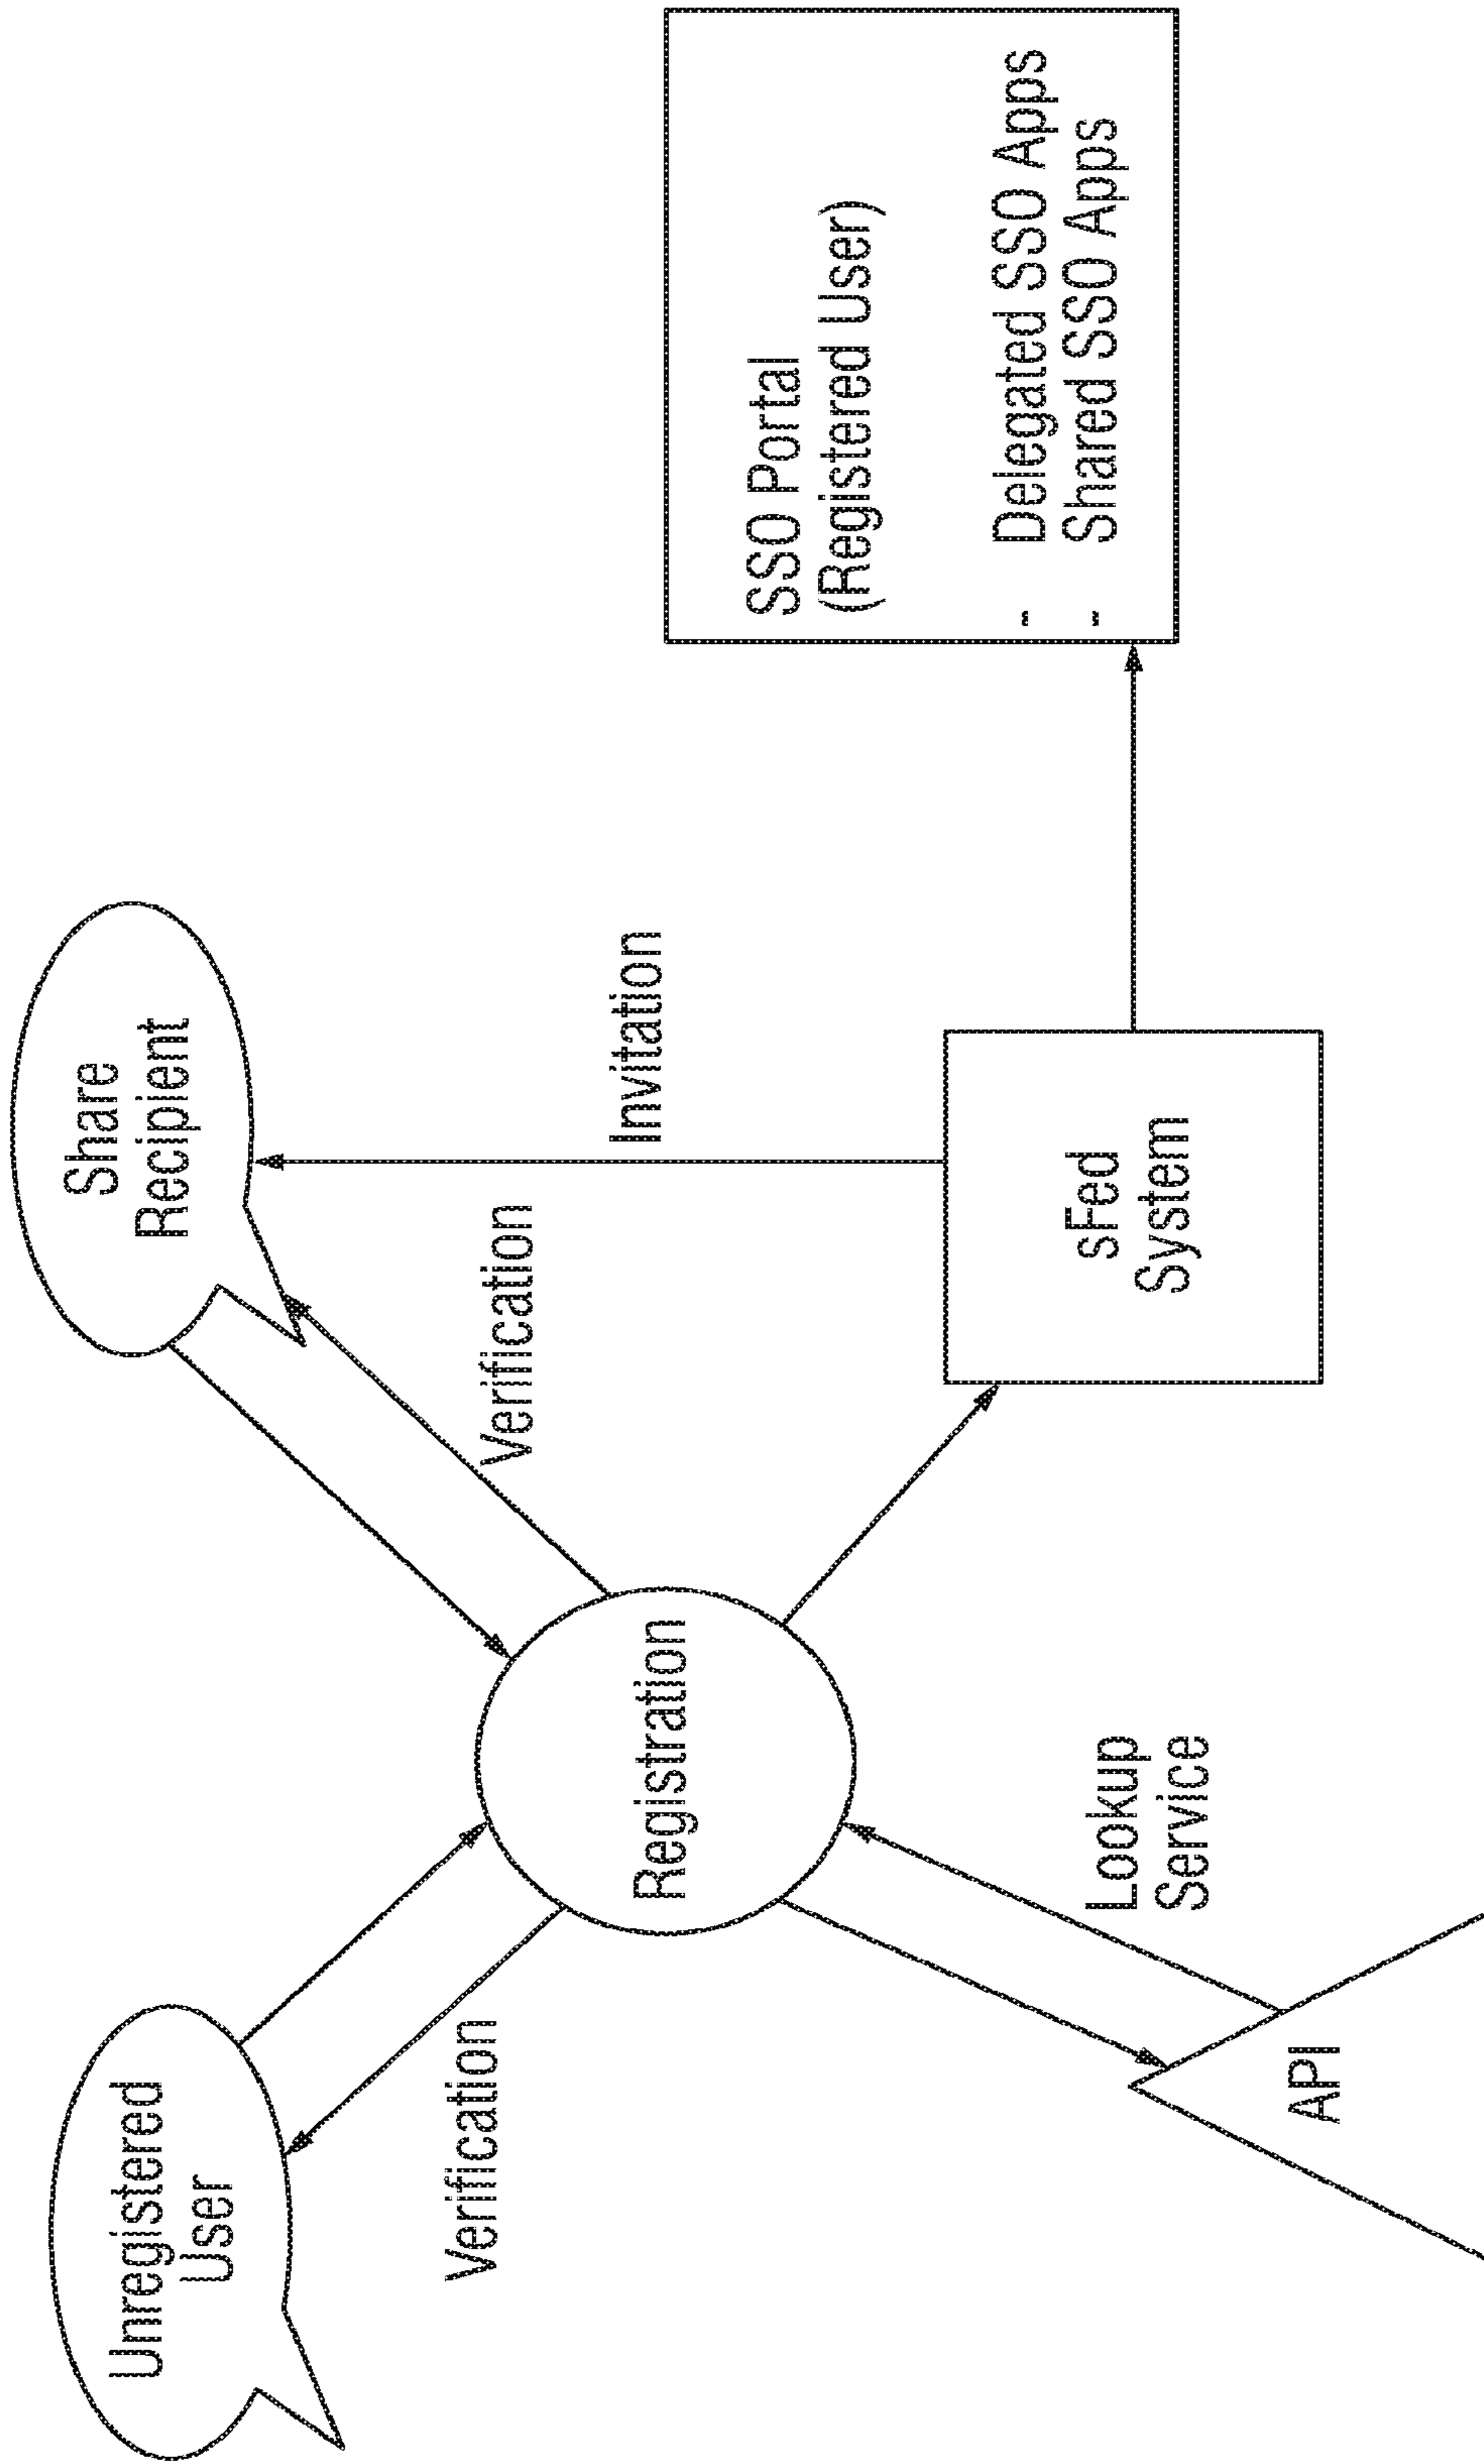 Unregistered
User
Share
Recipient
Verification
Verification
Invitation
Registration
SSO Portal
(Registered User)
- Delegated SSO Apps
- Shared SSO Apps
Lookup
Service
sFed
System
API